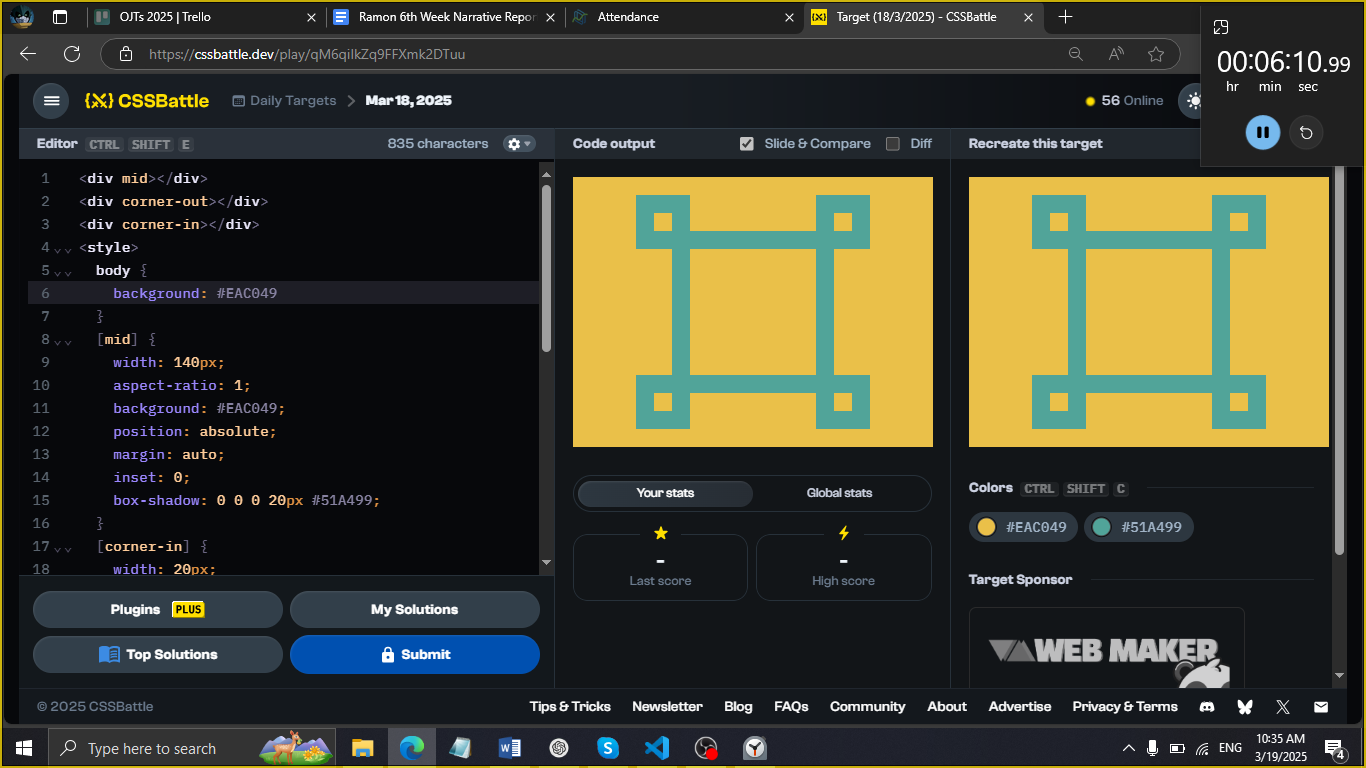 OJTs 2025 | Trello
Ramon 6th Week Narrative Repor
Attendance
Target (18/3/2025) - CSSBattle
https://cssbattle.dev/play/qM6qiIkZq9FFXmk2DTuu
00:06:10.99
hr min sec
{X} CSSBattle
Daily Targets
Mar 18, 2025
56 Online
Editor CTRL SHIFT E
835 characters
Code output
Slide & Compare
Diff
Recreate this target
1 <div mid></div>
2 <div corner-out></div>
3 <div corner-in></div>
4 <style>
5 body {
6 background: #EAC049
7 }
8 [mid] {
9 width: 140px;
10 aspect-ratio: 1;
11 background: #EAC049;
12 position: absolute;
13 margin: auto;
14 inset: 0;
15 box-shadow: 0 0 0 20px #51A499;
16 }
17 [corner-in] {
18 width: 20px;
Your stats
Global stats
-
Last score
-
High score
Colors CTRL SHIFT C
#EAC049
#51A499
Target Sponsor
WEB MAKER
Plugins PLUS
My Solutions
Top Solutions
Submit
© 2025 CSSBattle
Tips & Tricks
Newsletter
Blog
FAQs
Community
About
Advertise
Privacy & Terms
Type here to search
ENG
10:35 AM
3/19/2025
4